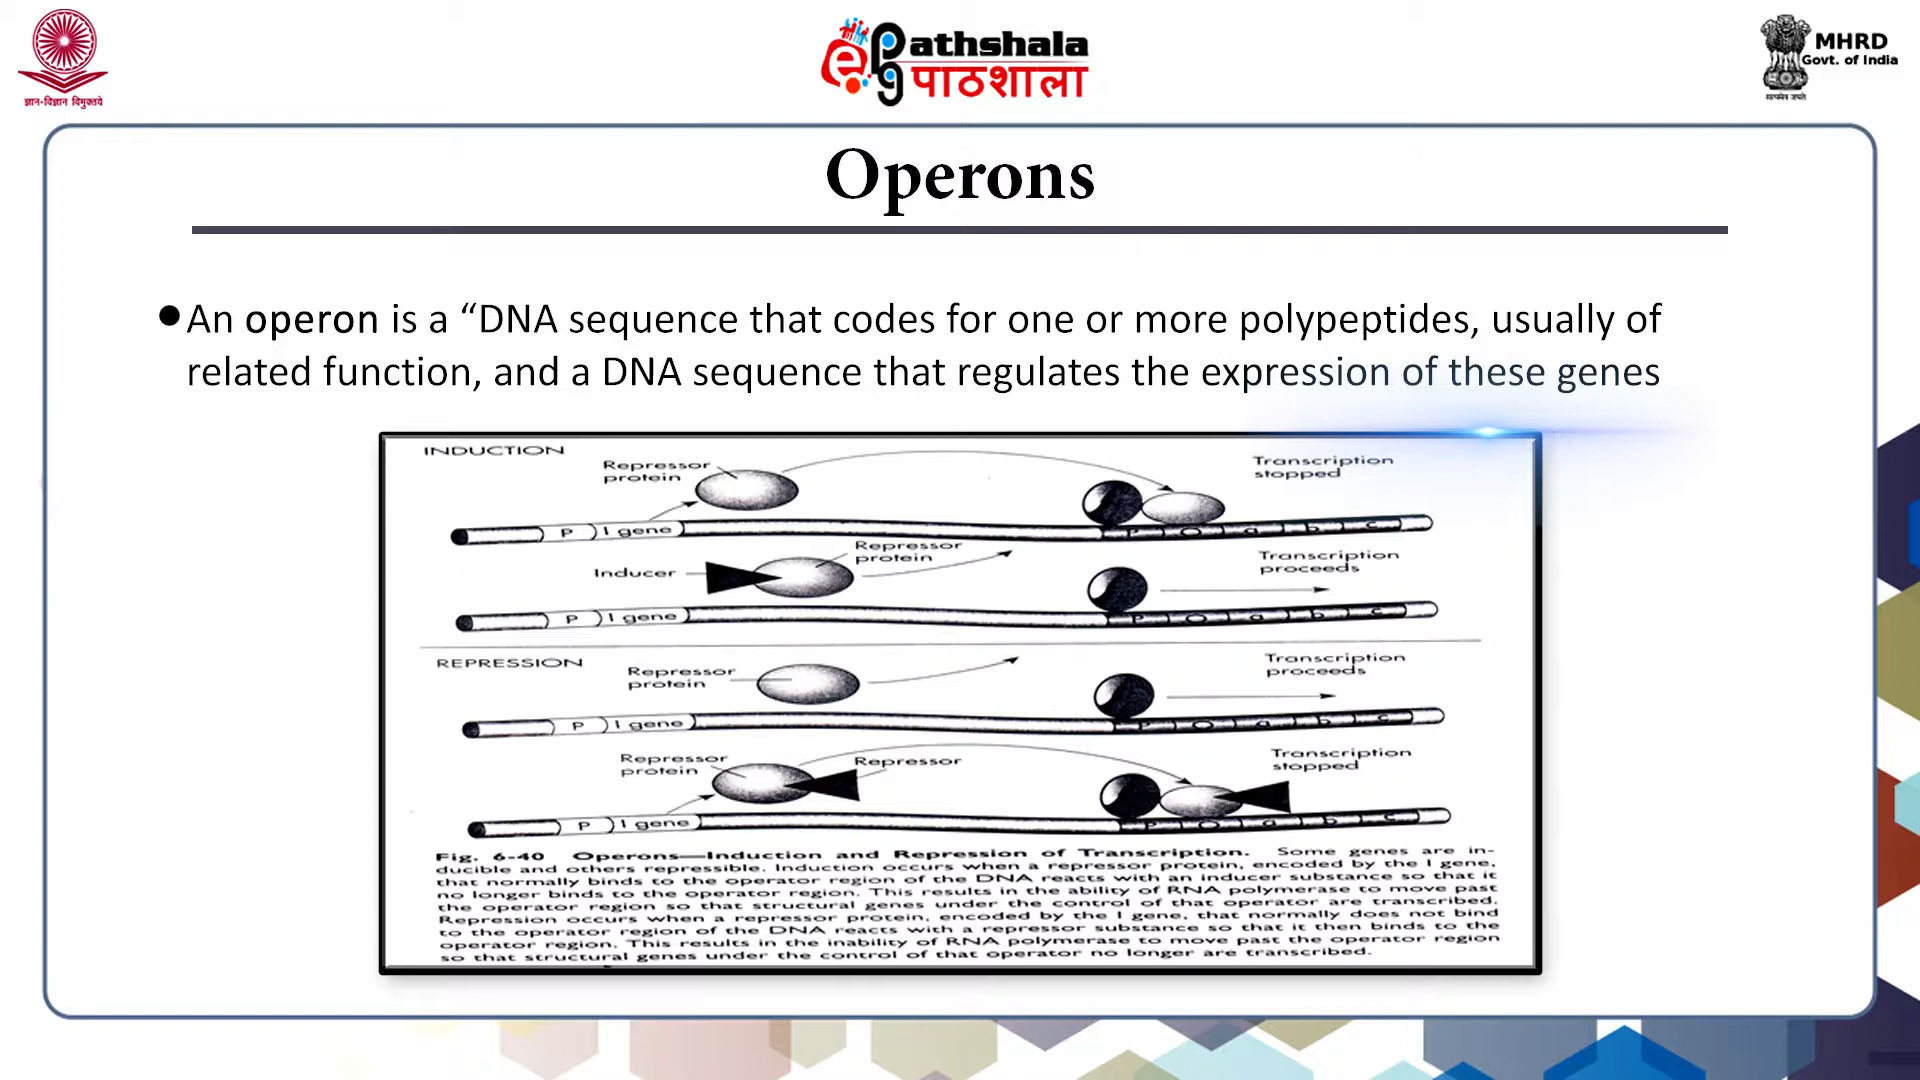 ज्ञान-विज्ञान विमुक्तये
ePG Pathshala
पाठशाला
MHRD
Govt. of India
सत्यमेव जयते
Operons
●An operon is a “DNA sequence that codes for one or more polypeptides, usually of
related function, and a DNA sequence that regulates the expression of these genes
INDUCTION
Repressor
protein
Transcription
stopped
P I gene
P O a b c
Repressor
protein
Inducer
Transcription
proceeds
P I gene
P O a b c
REPRESSION
Repressor
protein
Transcription
proceeds
P I gene
P O a b c
Repressor
protein
Repressor
Transcription
stopped
P I gene
P O a b c
Fig. 6-40 Operons—Induction and Repression of Transcription. Some genes are in-
ducible and others repressible. Induction occurs when a repressor protein, encoded by the I gene,
that normally binds to the operator region of the DNA reacts with an inducer substance so that it
no longer binds to the operator region. This results in the ability of RNA polymerase to move past
the operator region so that structural genes under the control of that operator are transcribed.
Repression occurs when a repressor protein, encoded by the I gene, that normally does not bind
to the operator region of the DNA reacts with a repressor substance so that it then binds to the
operator region. This results in the inability of RNA polymerase to move past the operator region
so that structural genes under the control of that operator no longer are transcribed.